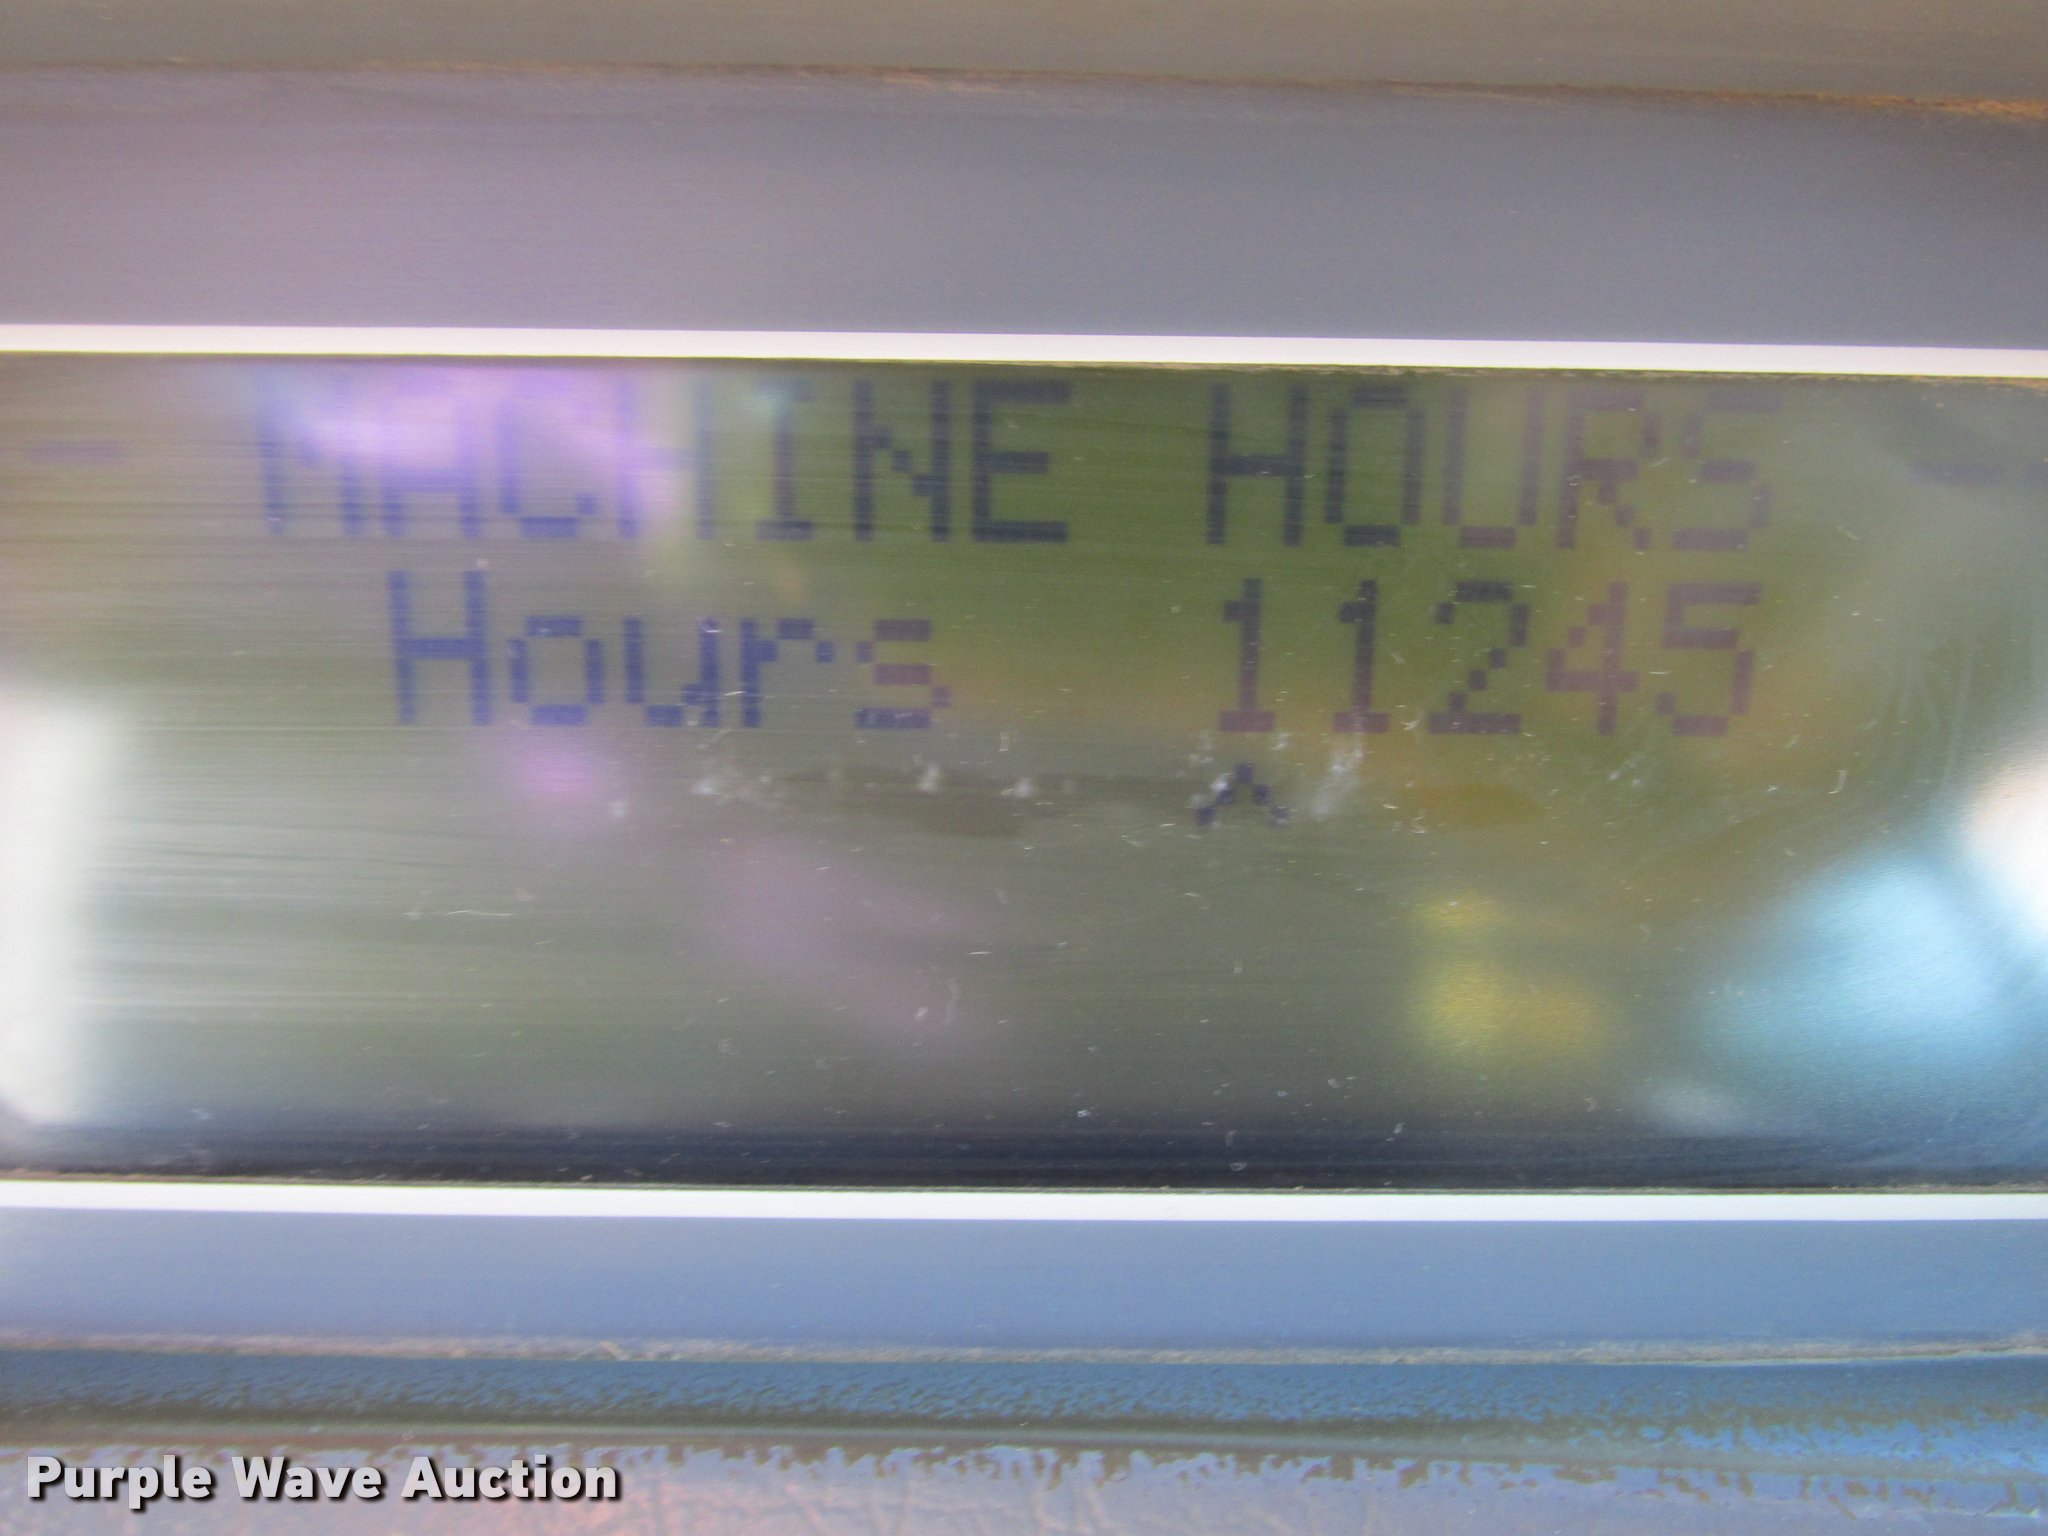 - MACHINE HOURS -
Hours 11245
^
Purple Wave Auction